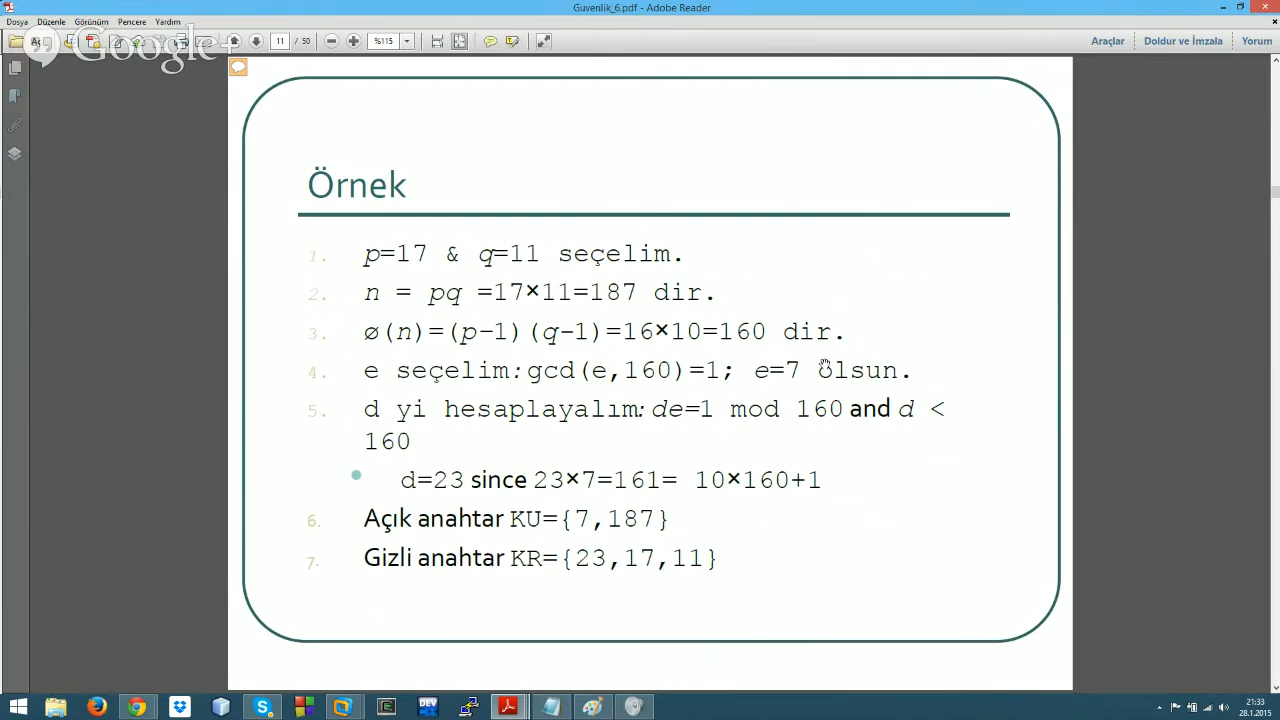 Guvenlik_6.pdf - Adobe Reader
Dosya Düzenle Görünüm Pencere Yardım
Google+
11 / 50 %115 Araçlar Doldur ve İmzala Yorum
Örnek
1. p=17 & q=11 seçelim.
2. n = pq =17×11=187 dir.
3. ø(n)=(p-1)(q-1)=16×10=160 dir.
4. e seçelim:gcd(e,160)=1; e=7 Olsun.
5. d yi hesaplayalım:de=1 mod 160 and d <
160
• d=23 since 23×7=161= 10×160+1
6. Açık anahtar KU={7,187}
7. Gizli anahtar KR={23,17,11}
DEV
21:33
28.1.2015